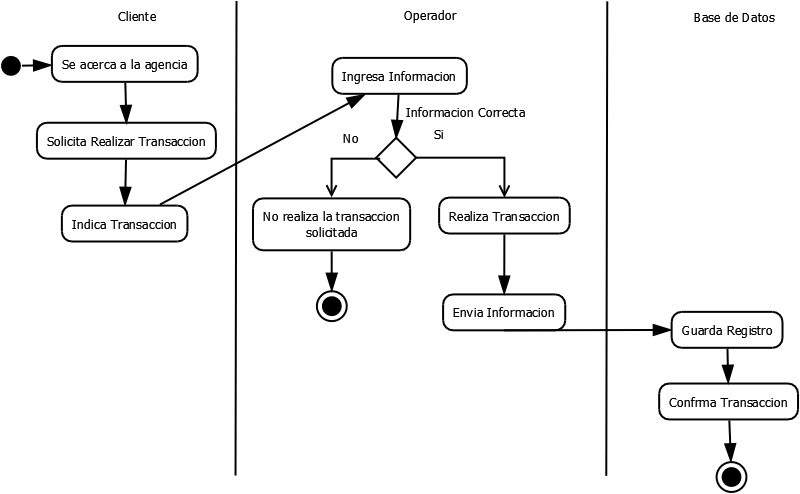 Cliente
Operador
Base de Datos
Se acerca a la agencia
Solicita Realizar Transaccion
Indica Transaccion
Ingresa Informacion
Informacion Correcta
No
Si
No realiza la transaccion
solicitada
Realiza Transaccion
Envia Informacion
Guarda Registro
Confrma Transaccion